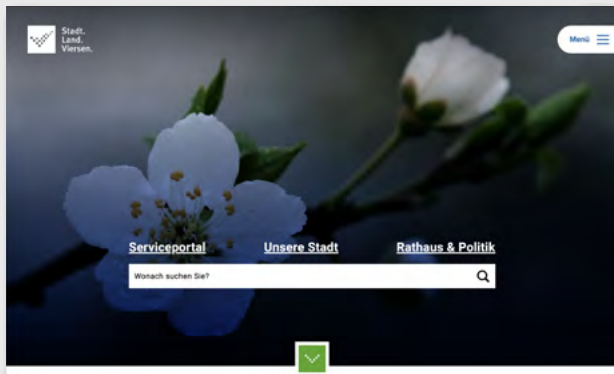 Stadt.
Land.
Viersen.
Menü
Serviceportal
Unsere Stadt
Rathaus & Politik
Wonach suchen Sie?